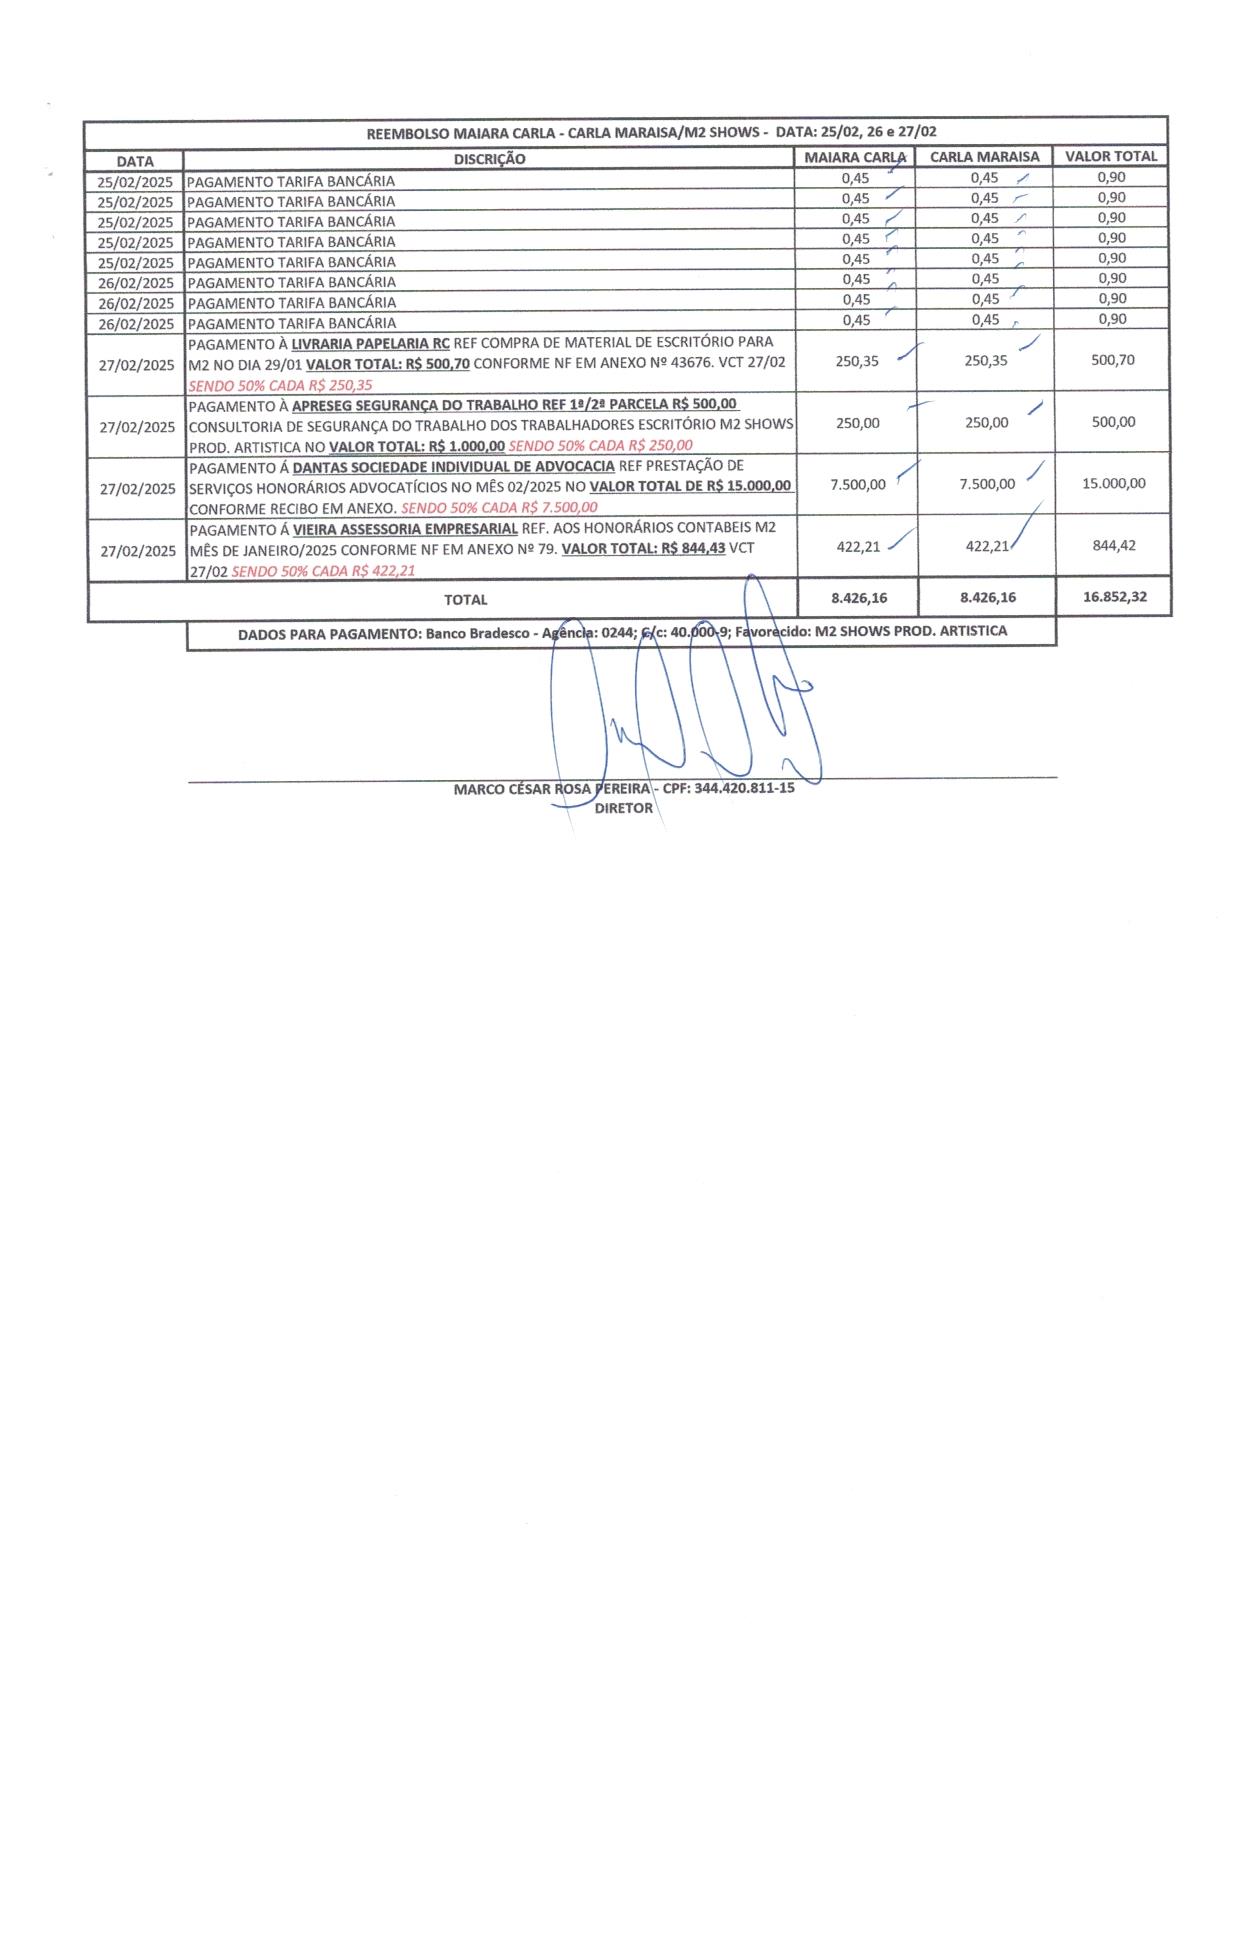 REEMBOLSO MAIARA CARLA - CARLA MARAISA/M2 SHOWS - DATA: 25/02, 26 e 27/02
DATA DISCRIÇÃO MAIARA CARLA CARLA MARAISA VALOR TOTAL
25/02/2025 PAGAMENTO TARIFA BANCÁRIA 0,45 0,45 0,90
25/02/2025 PAGAMENTO TARIFA BANCÁRIA 0,45 0,45 0,90
25/02/2025 PAGAMENTO TARIFA BANCÁRIA 0,45 0,45 0,90
25/02/2025 PAGAMENTO TARIFA BANCÁRIA 0,45 0,45 0,90
25/02/2025 PAGAMENTO TARIFA BANCÁRIA 0,45 0,45 0,90
26/02/2025 PAGAMENTO TARIFA BANCÁRIA 0,45 0,45 0,90
26/02/2025 PAGAMENTO TARIFA BANCÁRIA 0,45 0,45 0,90
26/02/2025 PAGAMENTO TARIFA BANCÁRIA 0,45 0,45 0,90
PAGAMENTO À LIVRARIA PAPELARIA RC REF COMPRA DE MATERIAL DE ESCRITÓRIO PARA
27/02/2025 M2 NO DIA 29/01 VALOR TOTAL: R$ 500,70 CONFORME NF EM ANEXO Nº 43676. VCT 27/02 250,35 250,35 500,70
SENDO 50% CADA R$ 250,35
PAGAMENTO À APRESEG SEGURANÇA DO TRABALHO REF 1ª/2ª PARCELA R$ 500,00
27/02/2025 CONSULTORIA DE SEGURANÇA DO TRABALHO DOS TRABALHADORES ESCRITÓRIO M2 SHOWS 250,00 250,00 500,00
PROD. ARTISTICA NO VALOR TOTAL: R$ 1.000,00 SENDO 50% CADA R$ 250,00
PAGAMENTO Á DANTAS SOCIEDADE INDIVIDUAL DE ADVOCACIA REF PRESTAÇÃO DE
27/02/2025 SERVIÇOS HONORÁRIOS ADVOCATÍCIOS NO MÊS 02/2025 NO VALOR TOTAL DE R$ 15.000,00 7.500,00 7.500,00 15.000,00
CONFORME RECIBO EM ANEXO. SENDO 50% CADA R$ 7.500,00
PAGAMENTO Á VIEIRA ASSESSORIA EMPRESARIAL REF. AOS HONORÁRIOS CONTABEIS M2
27/02/2025 MÊS DE JANEIRO/2025 CONFORME NF EM ANEXO Nº 79. VALOR TOTAL: R$ 844,43 VCT 422,21 422,21 844,42
27/02 SENDO 50% CADA R$ 422,21
TOTAL 8.426,16 8.426,16 16.852,32
DADOS PARA PAGAMENTO: Banco Bradesco - Agência: 0244; C/c: 40.000-9; Favorecido: M2 SHOWS PROD. ARTISTICA
MARCO CÉSAR ROSA PEREIRA - CPF: 344.420.811-15
DIRETOR